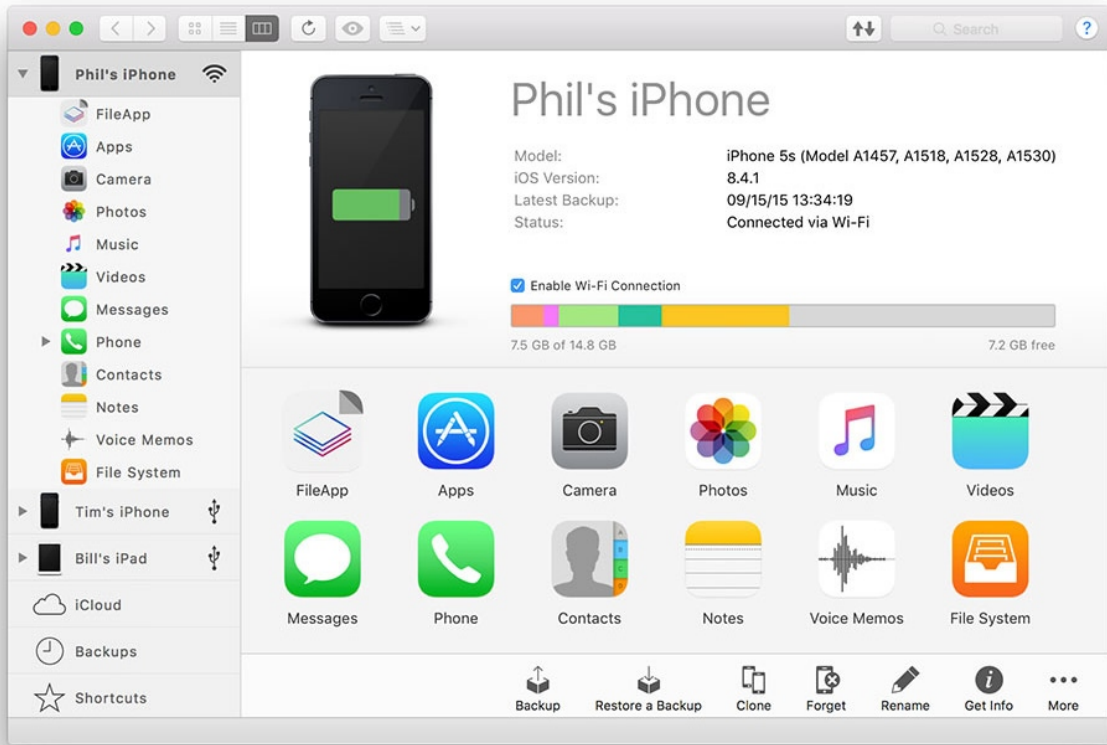 Search
?
Phil's iPhone
FileApp
Apps
Camera
Photos
Music
Videos
Messages
Phone
Contacts
Notes
Voice Memos
File System
Tim's iPhone
Bill's iPad
iCloud
Backups
Shortcuts
Phil's iPhone
Model: iPhone 5s (Model A1457, A1518, A1528, A1530)
iOS Version: 8.4.1
Latest Backup: 09/15/15 13:34:19
Status: Connected via Wi-Fi
Enable Wi-Fi Connection
7.5 GB of 14.8 GB 7.2 GB free
FileApp Apps Camera Photos Music Videos
A
B
C
D
Messages Phone Contacts Notes Voice Memos File System
Backup Restore a Backup Clone Forget Rename Get Info More